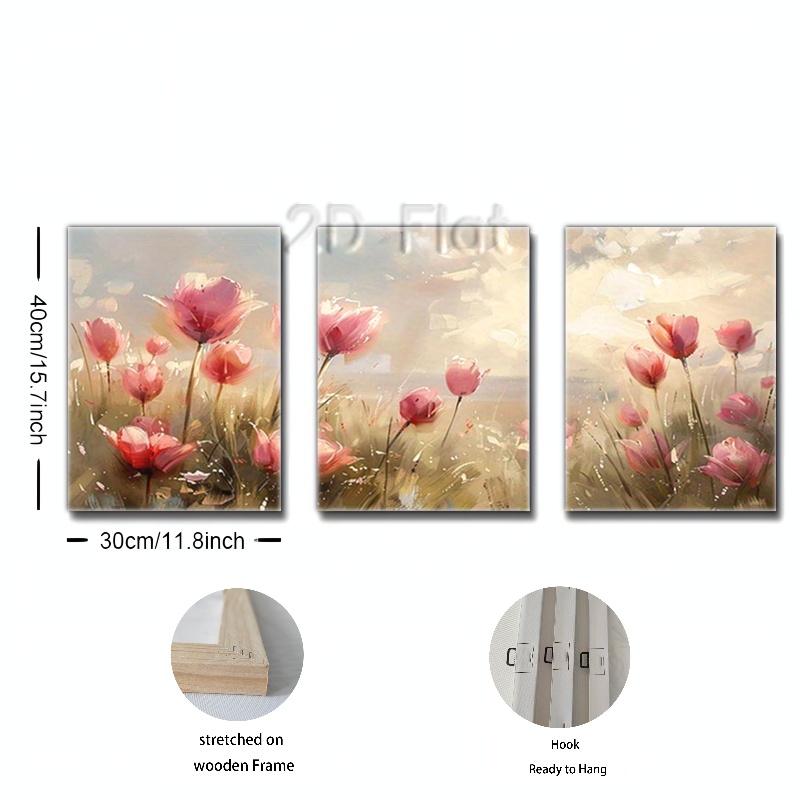 2D Flat
40cm/15.7inch
30cm/11.8inch
stretched on
wooden Frame
Hook
Ready to Hang